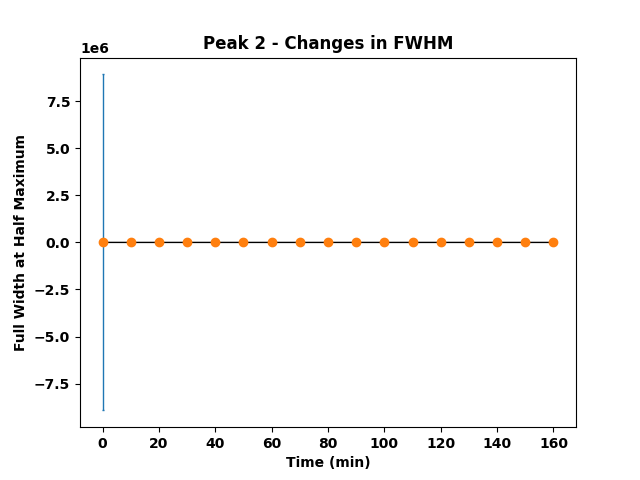 Peak 2 - Changes in FWHM
1e6
7.5
5.0
2.5
0.0
−2.5
−5.0
−7.5
Full Width at Half Maximum
0 20 40 60 80 100 120 140 160
Time (min)